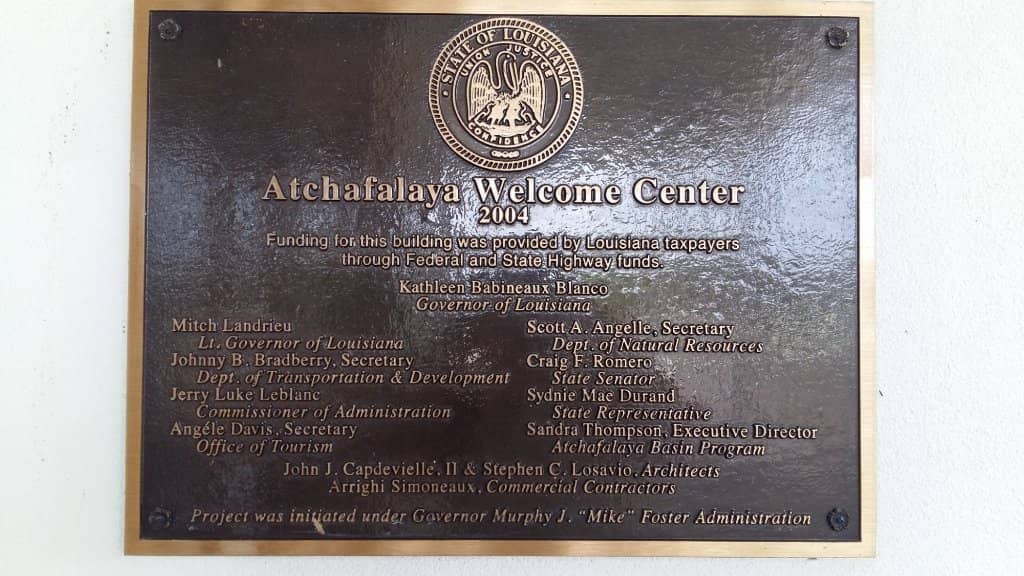 STATE OF LOUISIANA
UNION JUSTICE
CONFIDENCE
Atchafalaya Welcome Center
2004
Funding for this building was provided by Louisiana taxpayers
through Federal and State Highway funds.
Kathleen Babineaux Blanco
Governor of Louisiana
Mitch Landrieu
Lt. Governor of Louisiana
Johnny B. Bradberry, Secretary
Dept. of Transportation & Development
Jerry Luke Leblanc
Commissioner of Administration
Angéle Davis, Secretary
Office of Tourism
Scott A. Angelle, Secretary
Dept. of Natural Resources
Craig F. Romero
State Senator
Sydnie Mae Durand
State Representative
Sandra Thompson, Executive Director
Atchafalaya Basin Program
John J. Capdevielle, II & Stephen C. Losavio, Architects
Arrighi Simoneaux, Commercial Contractors
Project was initiated under Governor Murphy J. "Mike" Foster Administration